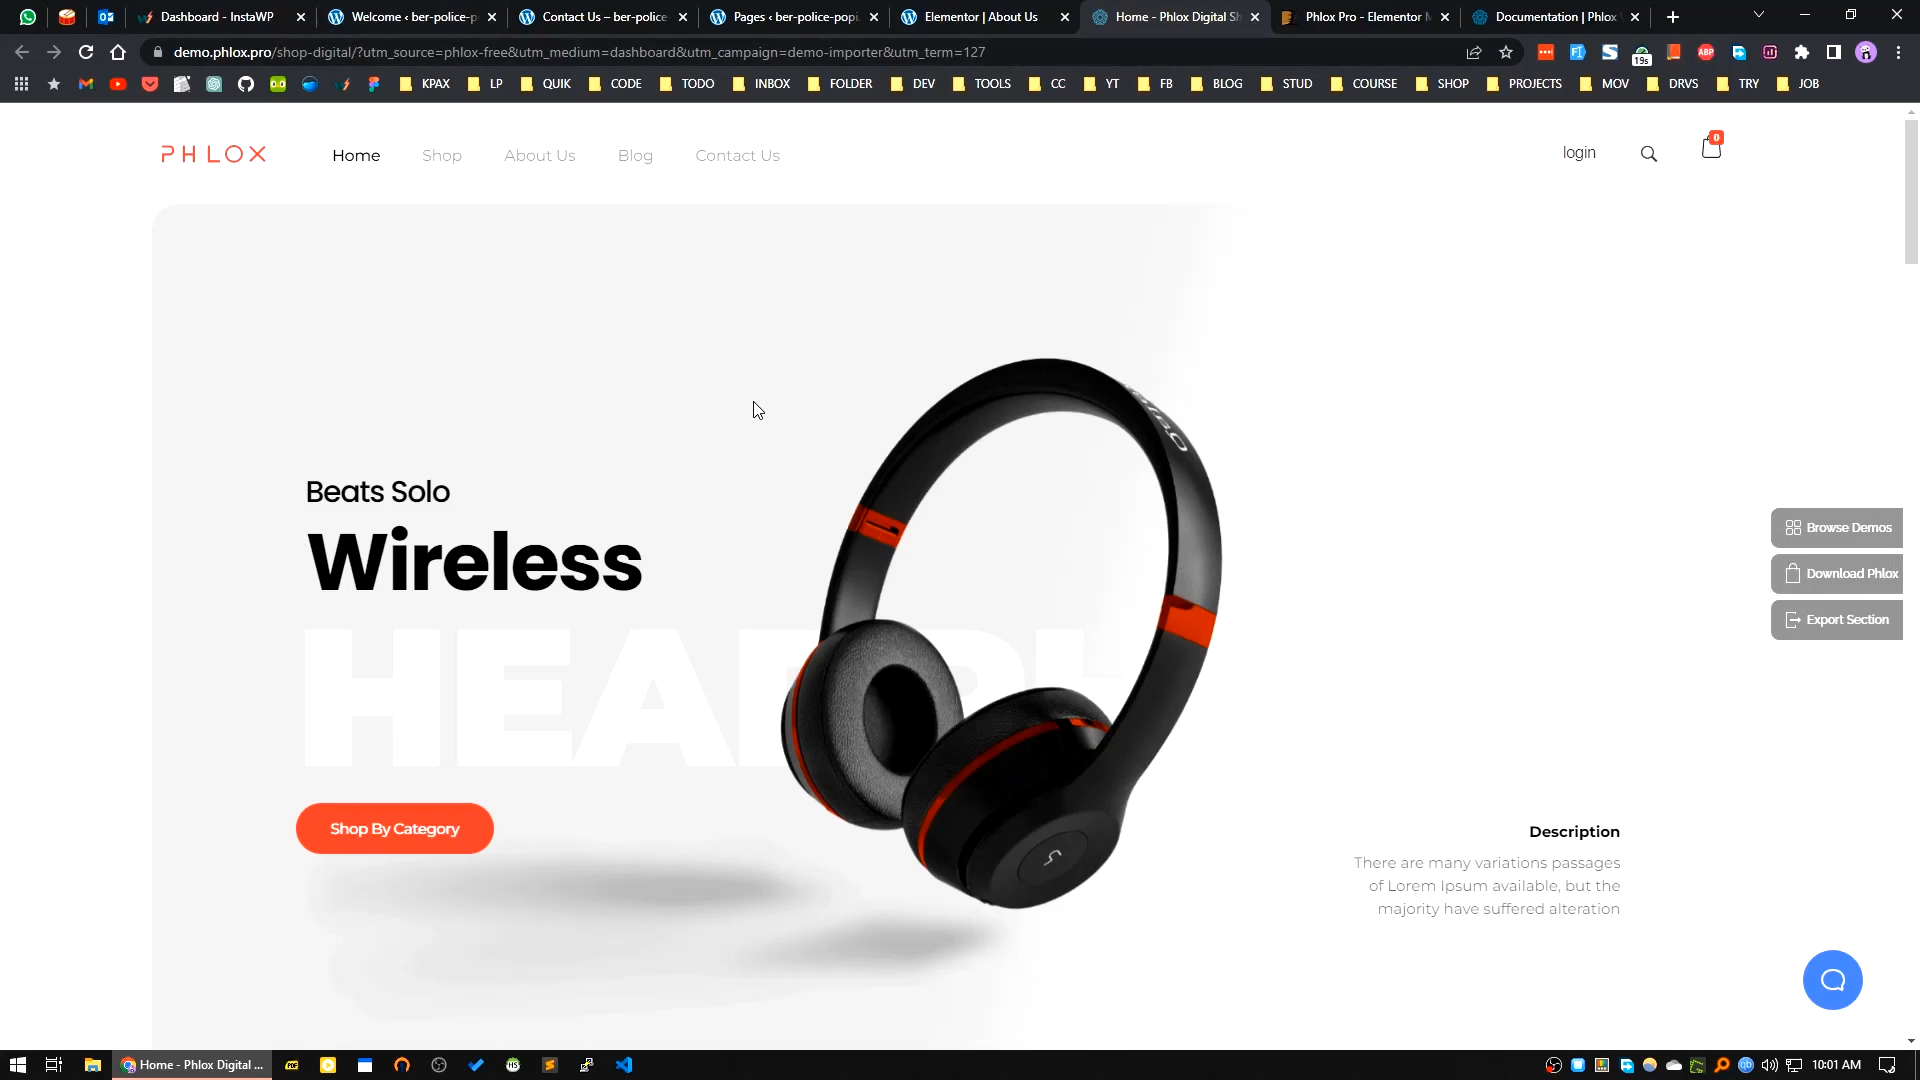 Dashboard - InstaWP
Welcome ‹ ber-police-p
Contact Us – ber-police
Pages ‹ ber-police-popi
Elementor | About Us
Home - Phlox Digital Sh
Phlox Pro - Elementor M
Documentation | Phlox
demo.phlox.pro/shop-digital/?utm_source=phlox-free&utm_medium=dashboard&utm_campaign=demo-importer&utm_term=127
19s
ABP
KPAX
LP
QUIK
CODE
TODO
INBOX
FOLDER
DEV
TOOLS
CC
YT
FB
BLOG
STUD
COURSE
SHOP
PROJECTS
MOV
DRVS
TRY
JOB
PHLOX
Home
Shop
About Us
Blog
Contact Us
login
0
Beats Solo
Wireless
HEADPH
Browse Demos
Download Phlox
Export Section
Shop By Category
Description
There are many variations passages
of Lorem Ipsum available, but the
majority have suffered alteration
Home - Phlox Digital ...
10:01 AM